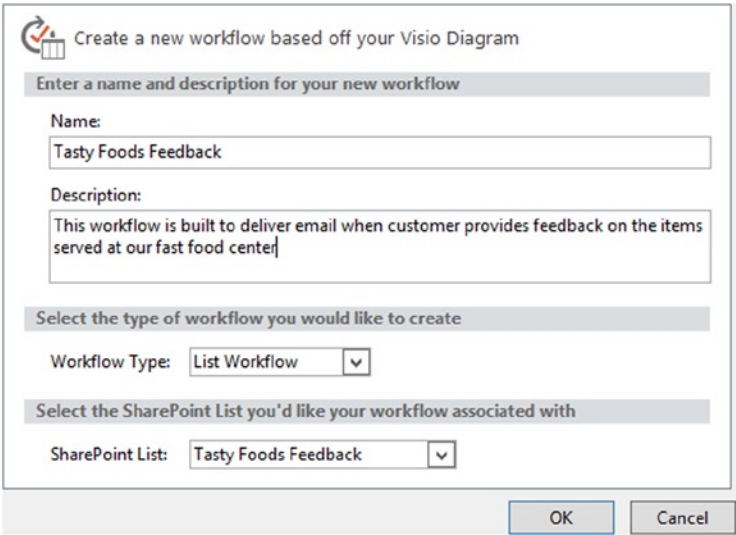 Create a new workflow based off your Visio Diagram
Enter a name and description for your new workflow
Name:
Tasty Foods Feedback
Description:
This workflow is built to deliver email when customer provides feedback on the items
served at our fast food center
Select the type of workflow you would like to create
Workflow Type: List Workflow
Select the SharePoint List you'd like your workflow associated with
SharePoint List: Tasty Foods Feedback
OK Cancel